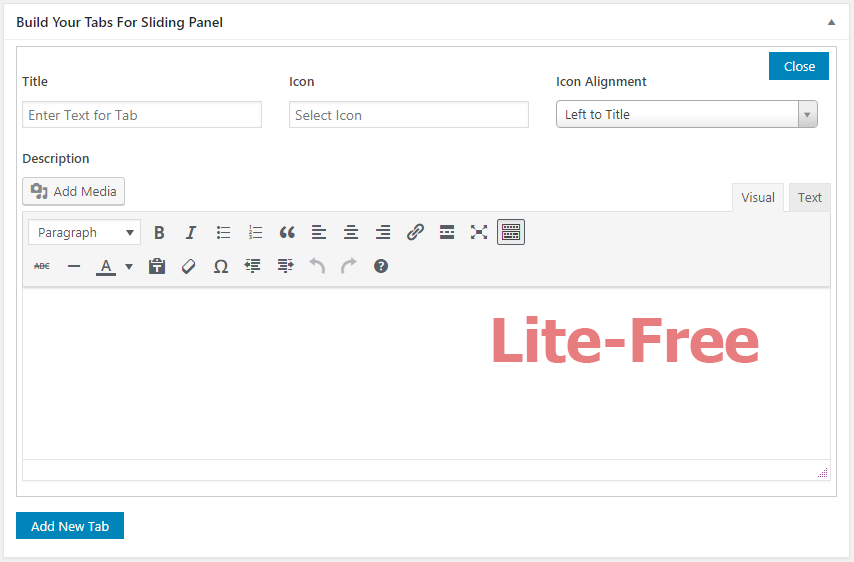 Build Your Tabs For Sliding Panel
Close
Title Icon Icon Alignment
Enter Text for Tab Select Icon Left to Title
Description
Add Media
Visual Text
Paragraph B I
ABC A Ω
Lite-Free
Add New Tab